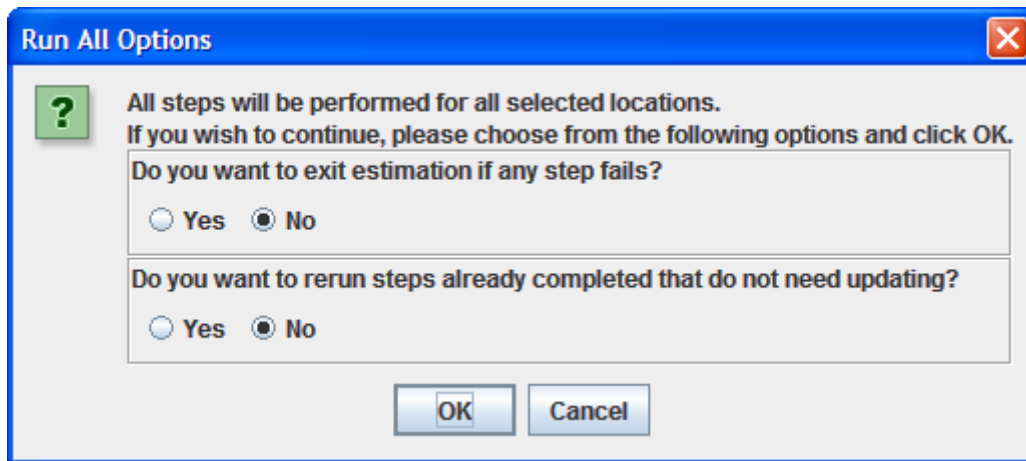 Run All Options
?
All steps will be performed for all selected locations.
If you wish to continue, please choose from the following options and click OK.
Do you want to exit estimation if any step fails?
Yes No
Do you want to rerun steps already completed that do not need updating?
Yes No
OK Cancel